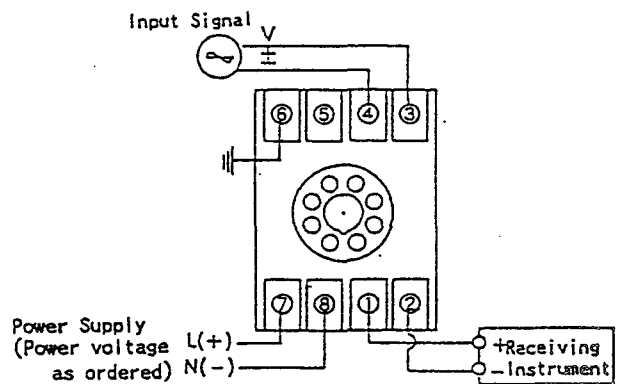 Input Signal
V
⑥ ⑤ ④ ③
⑦ ⑧ ① ②
Power Supply
(Power voltage
as ordered)
L(+)
N(-)
+Receiving
-Instrument